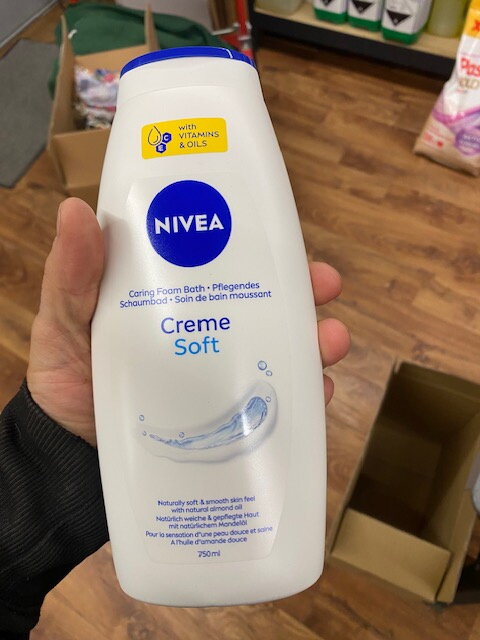 with
VITAMINS
& OILS
C
E
NIVEA
Caring Foam Bath • Pflegendes
Schaumbad • Soin de bain moussant
Creme
Soft
Naturally soft & smooth skin feel
with natural almond oil
Natürlich weiche & gepflegte Haut
mit natürlichem Mandelöl
Pour la sensation d'une peau douce et saine
A l'huile d'amande douce
750ml